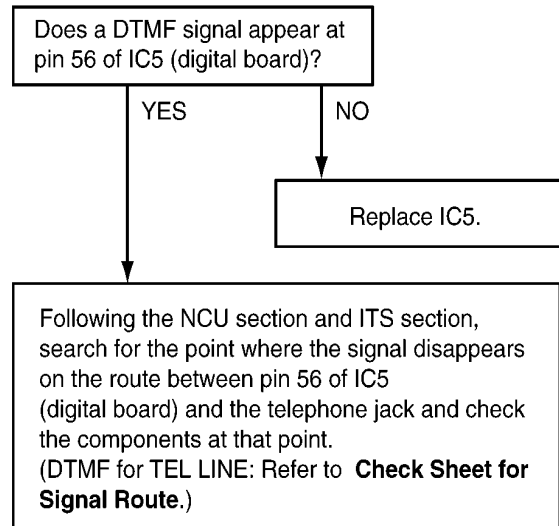 Does a DTMF signal appear at
pin 56 of IC5 (digital board)?
YES
NO
Replace IC5.
Following the NCU section and ITS section,
search for the point where the signal disappears
on the route between pin 56 of IC5
(digital board) and the telephone jack and check
the components at that point.
(DTMF for TEL LINE: Refer to Check Sheet for
Signal Route.)